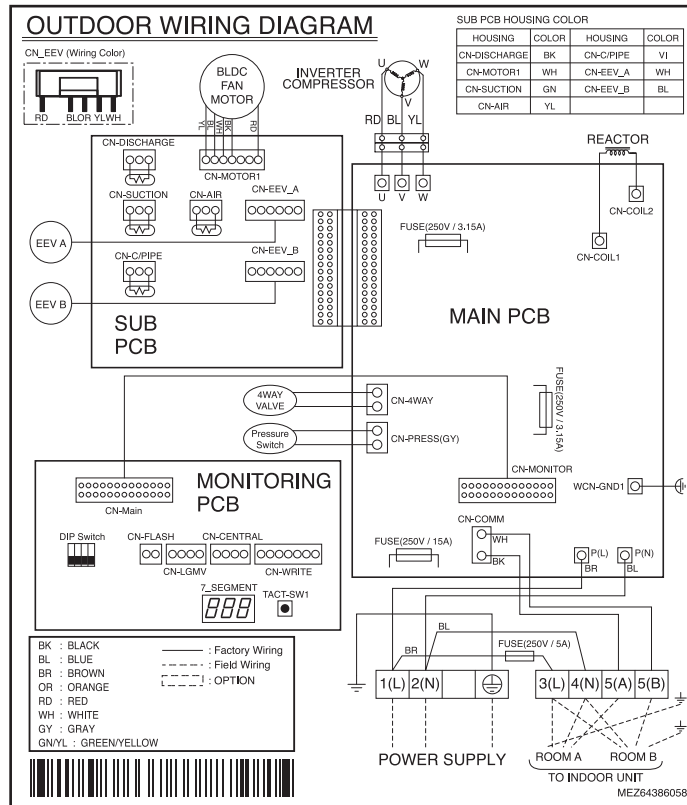 OUTDOOR WIRING DIAGRAM
SUB PCB HOUSING COLOR
HOUSING COLOR HOUSING COLOR
CN-DISCHARGE BK CN-C/PIPE VI
CN-MOTOR1 WH CN-EEV_A WH
CN-SUCTION GN CN-EEV_B BL
CN-AIR YL
CN_EEV (Wiring Color)
RD BLOR YLWH
BLDC
FAN
MOTOR
YL BL WH BK RD
INVERTER
COMPRESSOR
U W
V
RD BL YL
U V W
REACTOR
CN-COIL2
CN-COIL1
CN-DISCHARGE
CN-MOTOR1
CN-SUCTION
CN-AIR
CN-EEV_A
EEV A
CN-C/PIPE
CN-EEV_B
EEV B
SUB
PCB
FUSE(250V / 3.15A)
MAIN PCB
FUSE(250V / 3.15A)
4WAY
VALVE
CN-4WAY
Pressure
Switch
CN-PRESS(GY)
CN-MONITOR
WCN-GND1
CN-COMM
WH
BK
FUSE(250V / 15A)
P(L)
BR
P(N)
BL
MONITORING
PCB
CN-Main
DIP Switch
CN-FLASH
CN-CENTRAL
CN-LGMV
CN-WRITE
7_SEGMENT
888
TACT-SW1
BK : BLACK
BL : BLUE
BR : BROWN
OR : ORANGE
RD : RED
WH : WHITE
GY : GRAY
GN/YL : GREEN/YELLOW
: Factory Wiring
: Field Wiring
: OPTION
BL
BR
FUSE(250V / 5A)
1(L) 2(N)
3(L) 4(N) 5(A) 5(B)
POWER SUPPLY
ROOM A ROOM B
TO INDOOR UNIT
MEZ64386058